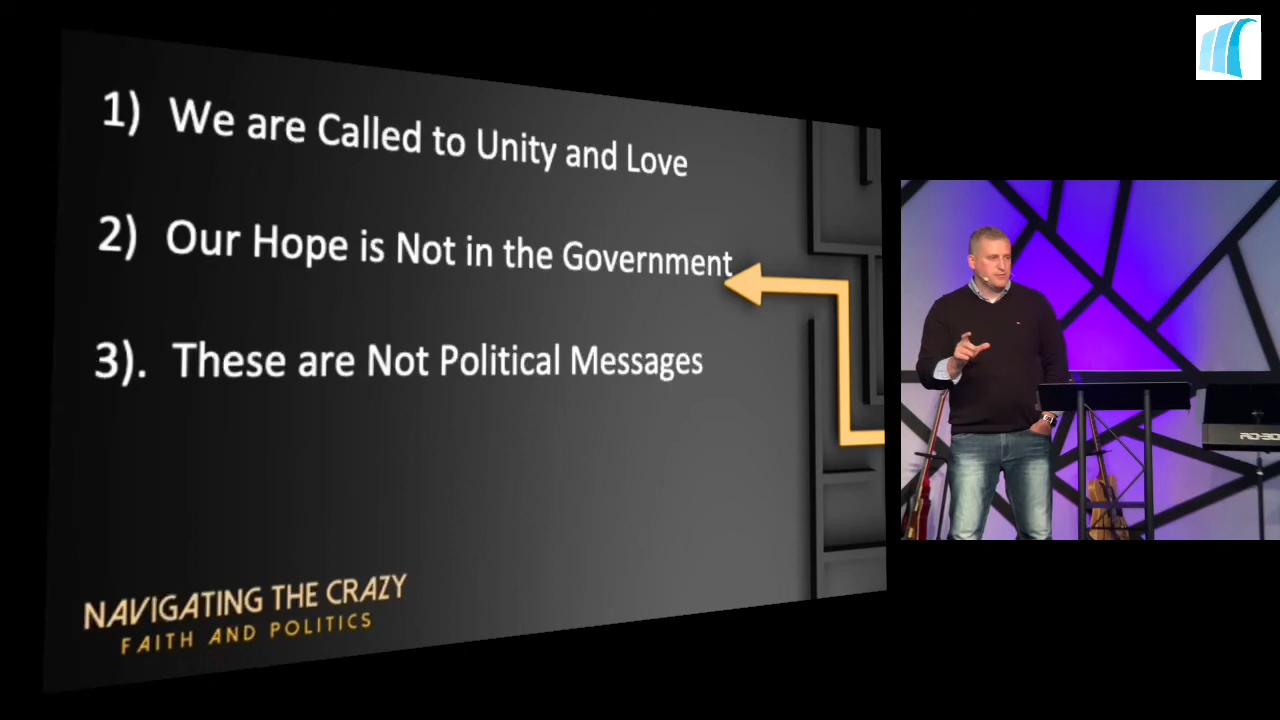 1) We are Called to Unity and Love
2) Our Hope is Not in the Government
3). These are Not Political Messages
NAVIGATING THE CRAZY
FAITH AND POLITICS